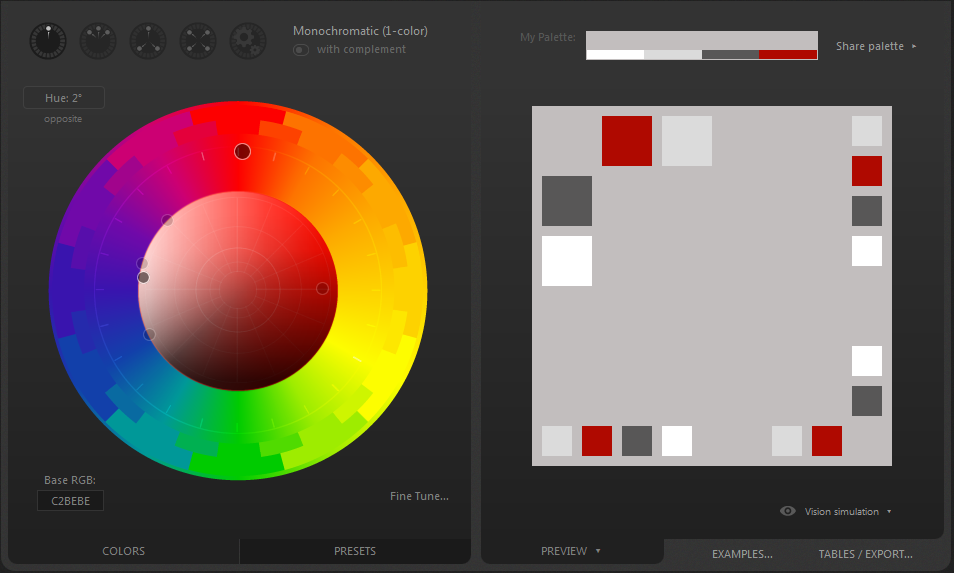 Monochromatic (1-color)
with complement
My Palette:
Share palette ▸
Hue: 2°
opposite
Base RGB:
C2BEBE
Fine Tune...
Vision simulation ▾
COLORS
PRESETS
PREVIEW ▼
EXAMPLES...
TABLES / EXPORT...